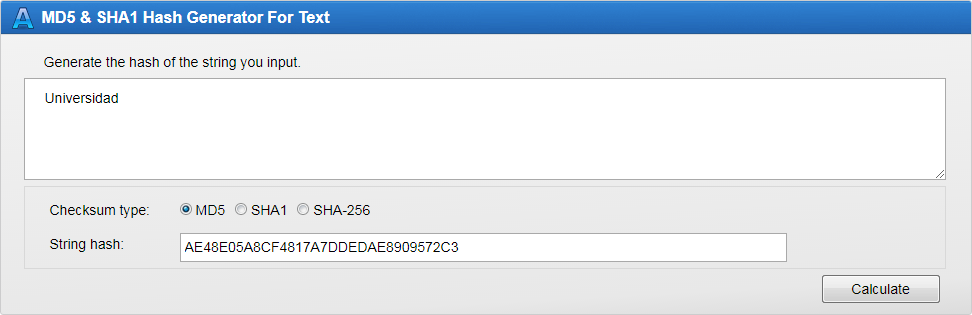 MD5 & SHA1 Hash Generator For Text
Generate the hash of the string you input.
Universidad
Checksum type: MD5 SHA1 SHA-256
String hash: AE48E05A8CF4817A7DDEDAE8909572C3
Calculate